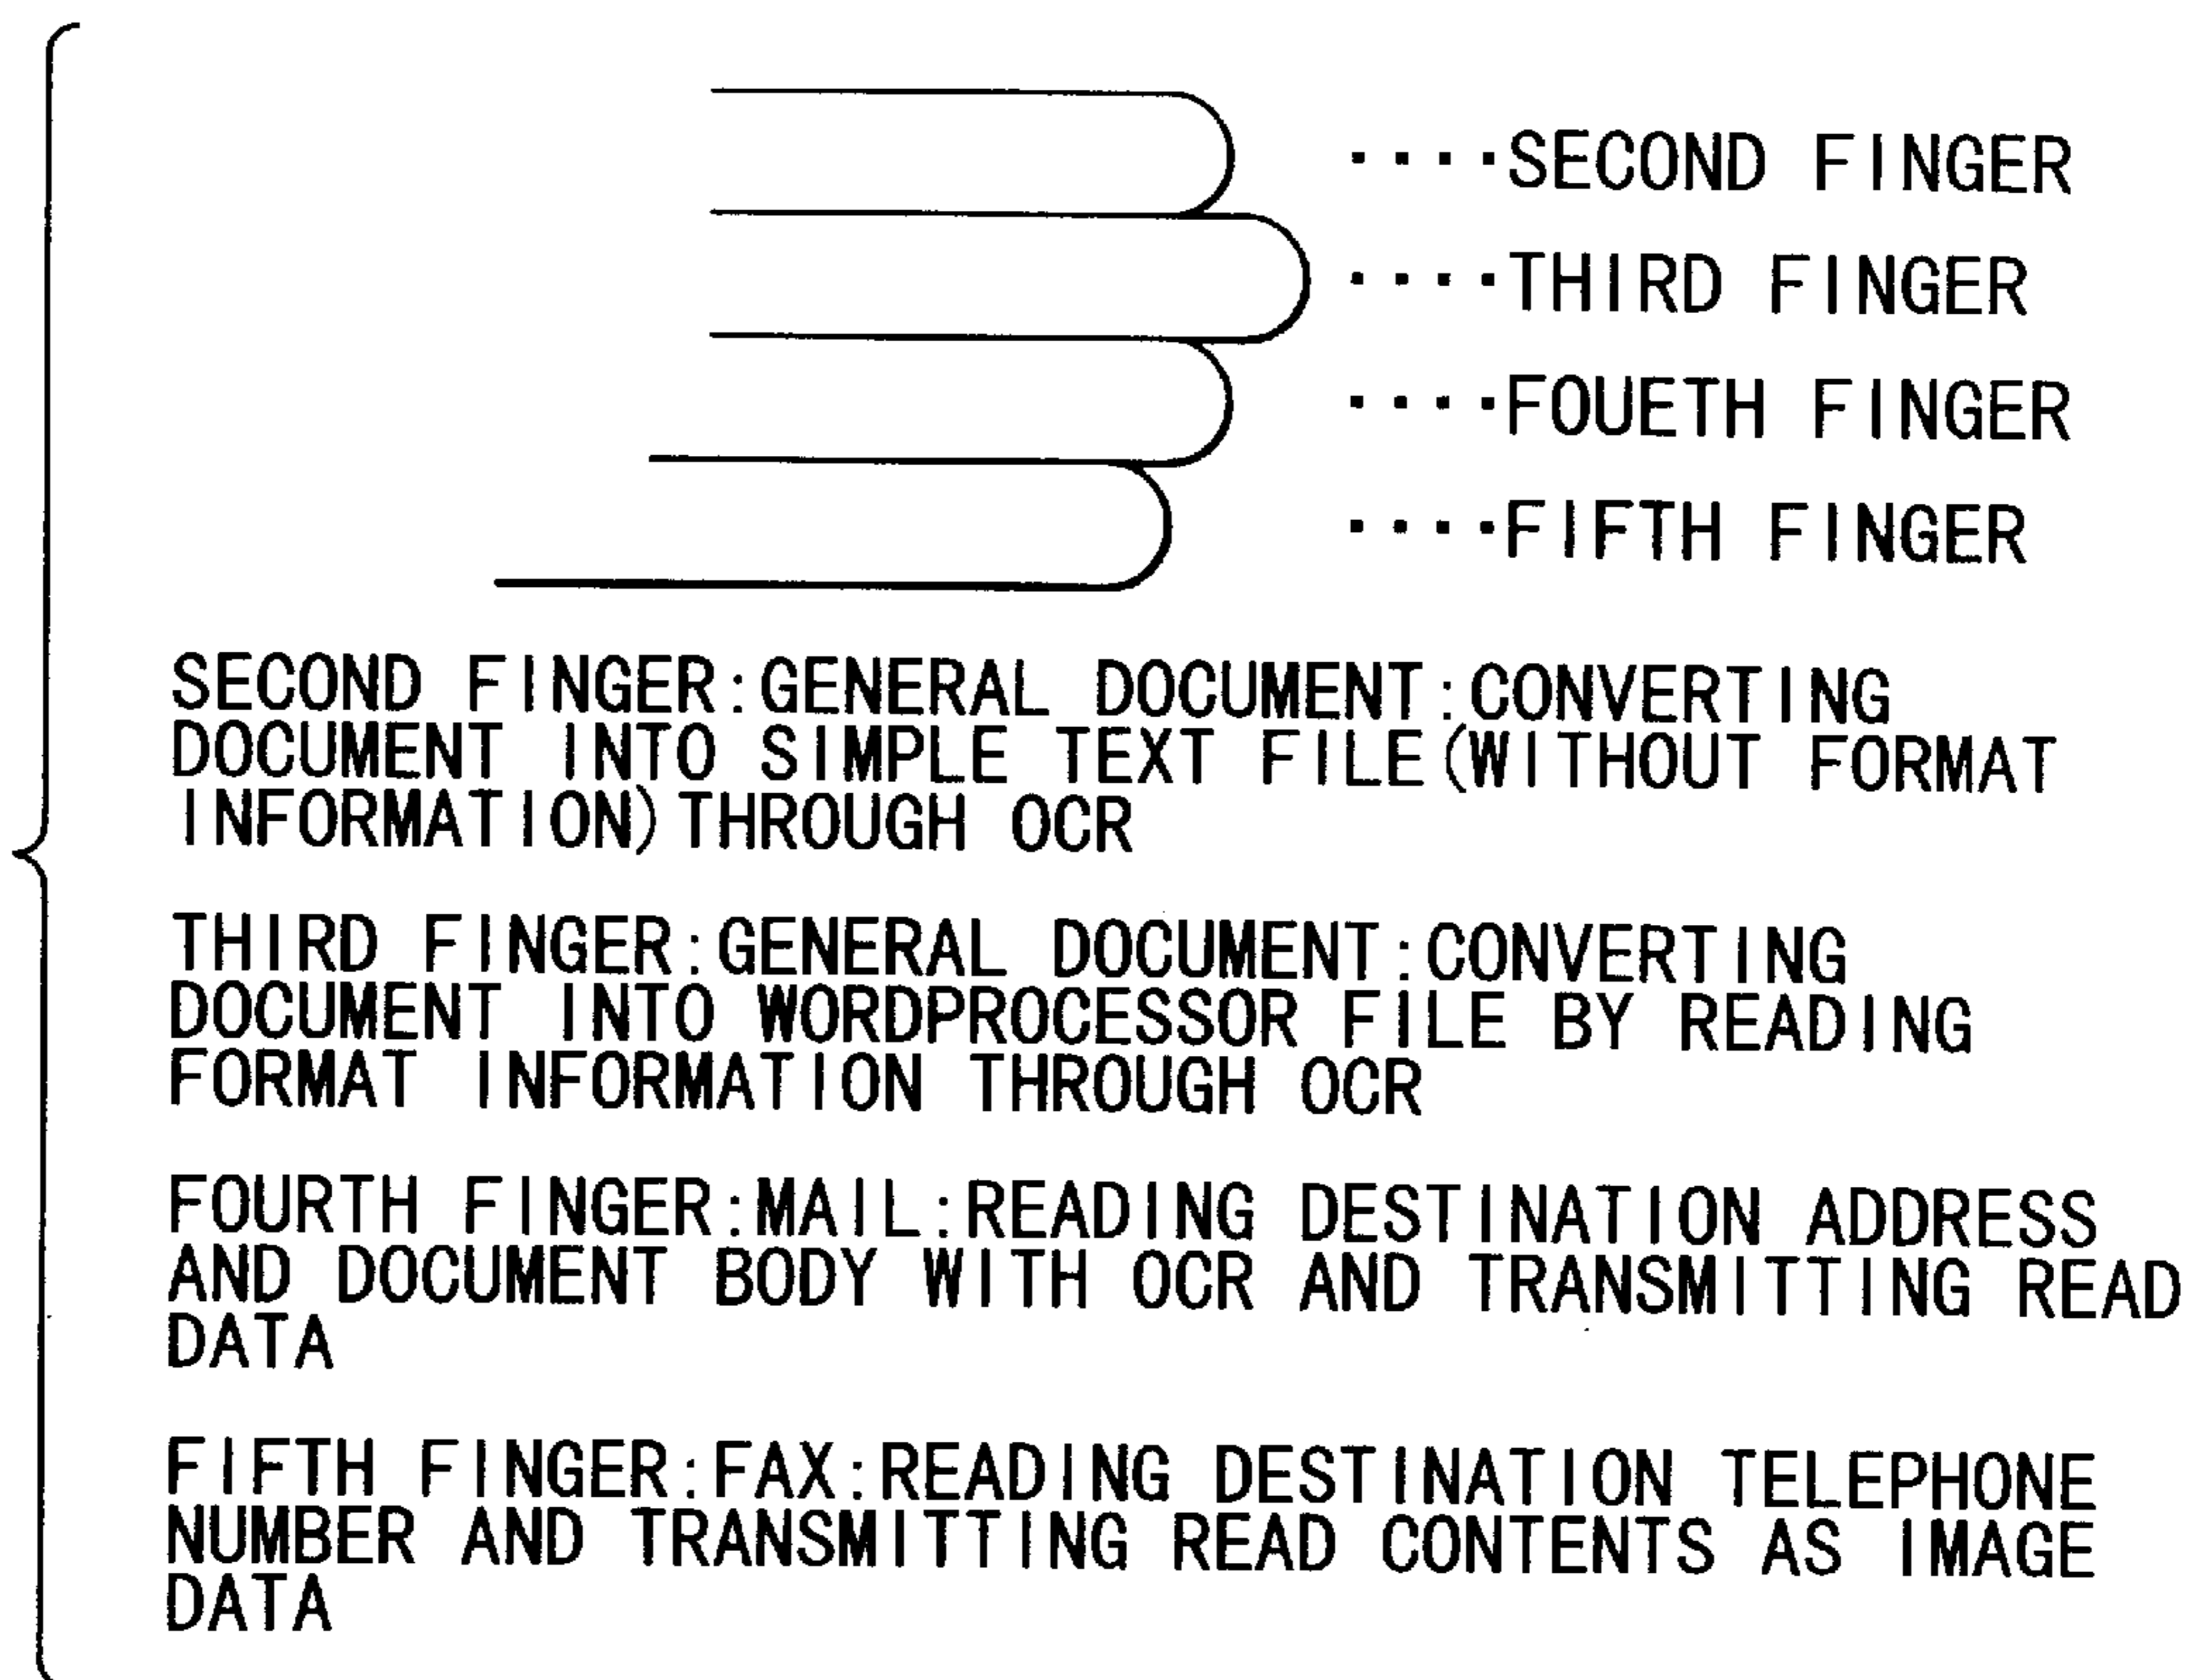 ····SECOND FINGER
····THIRD FINGER
····FOUETH FINGER
····FIFTH FINGER
SECOND FINGER:GENERAL DOCUMENT:CONVERTING
DOCUMENT INTO SIMPLE TEXT FILE(WITHOUT FORMAT
INFORMATION)THROUGH OCR
THIRD FINGER:GENERAL DOCUMENT:CONVERTING
DOCUMENT INTO WORDPROCESSOR FILE BY READING
FORMAT INFORMATION THROUGH OCR
FOURTH FINGER:MAIL:READING DESTINATION ADDRESS
AND DOCUMENT BODY WITH OCR AND TRANSMITTING READ
DATA
FIFTH FINGER:FAX:READING DESTINATION TELEPHONE
NUMBER AND TRANSMITTING READ CONTENTS AS IMAGE
DATA